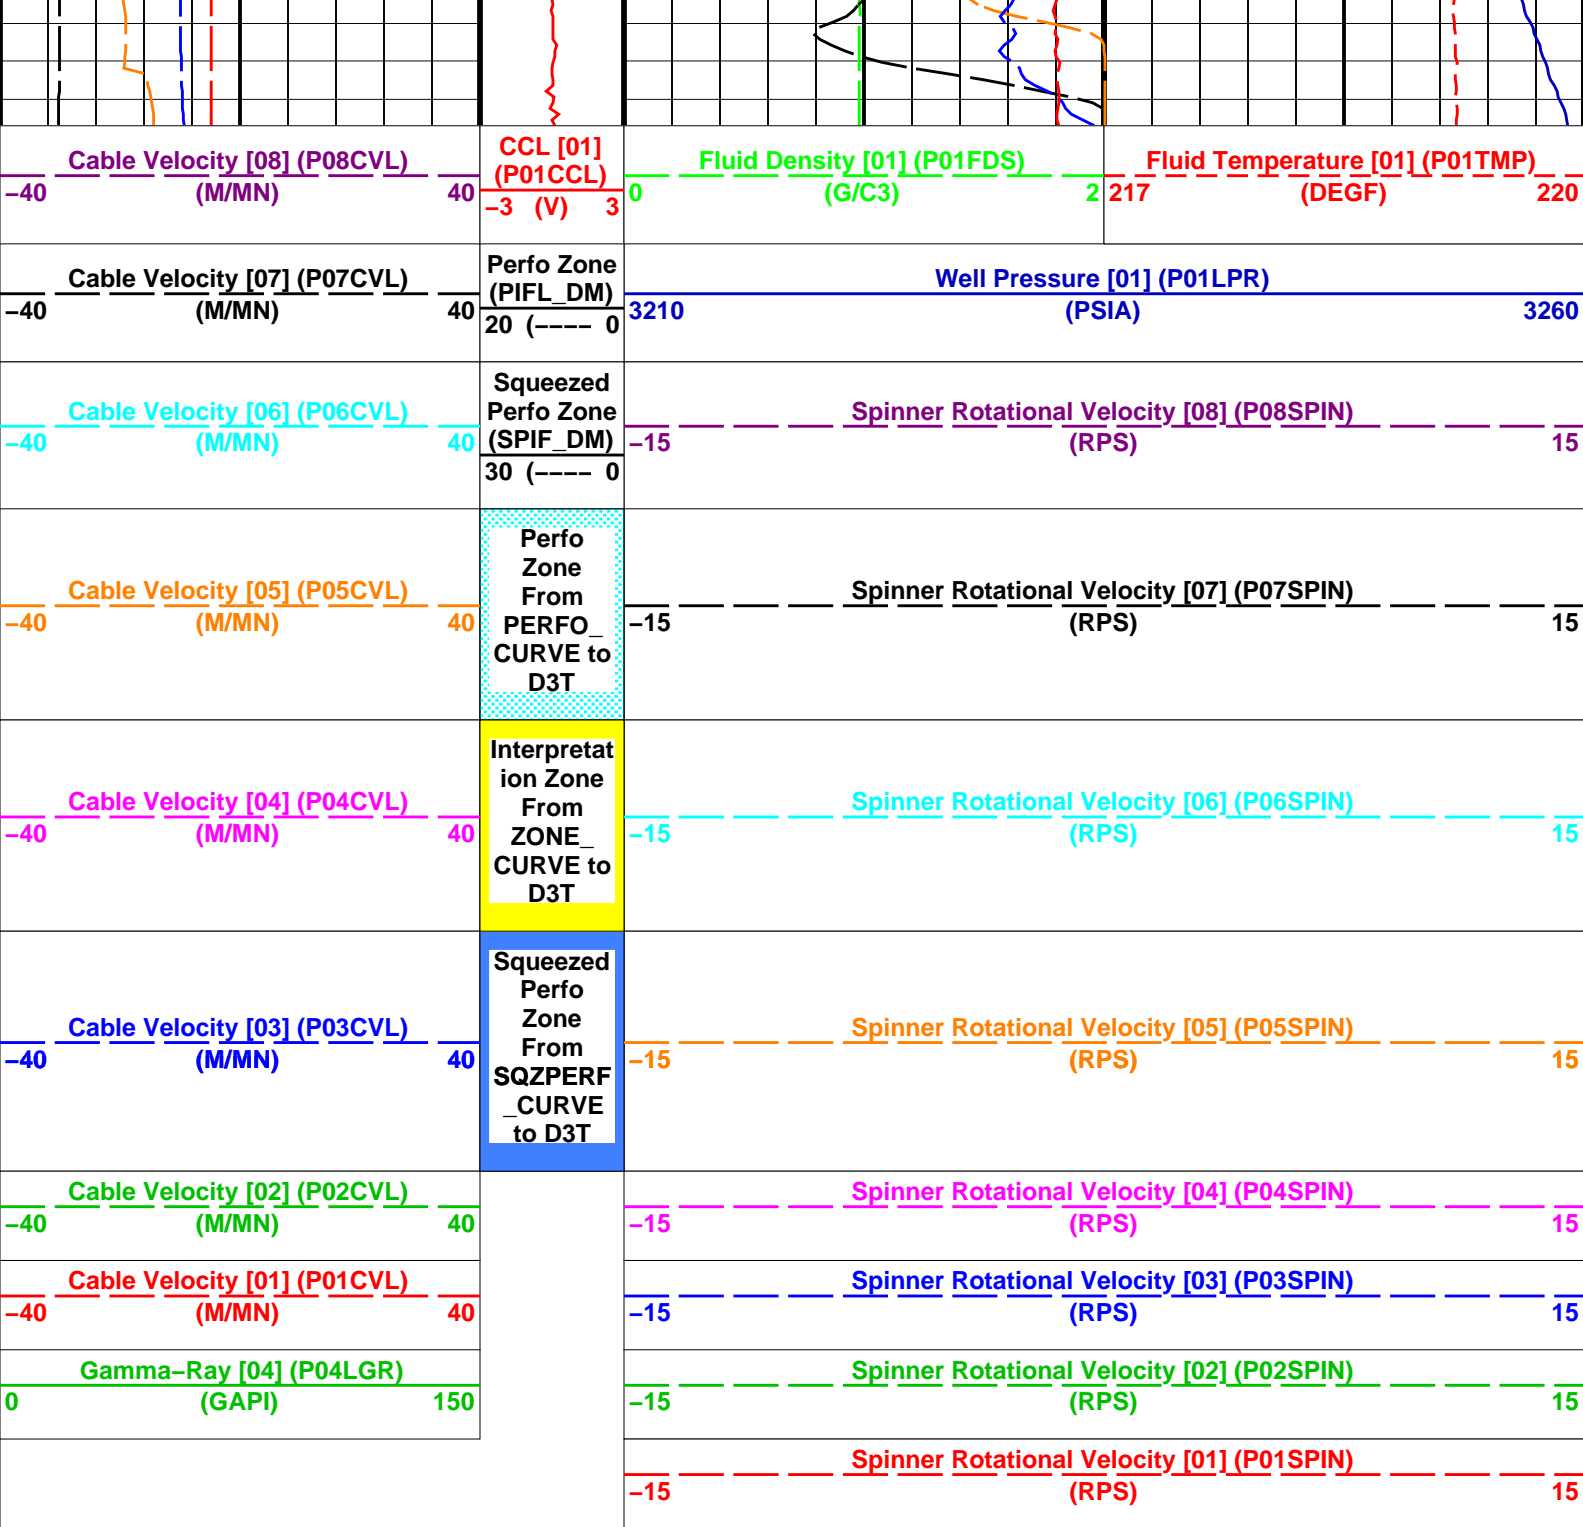 Cable Velocity [08] (P08CVL)
−40 (M/MN) 40
CCL [01]
(P01CCL)
−3 (V) 3
Fluid Density [01] (P01FDS)
0 (G/C3) 2
Fluid Temperature [01] (P01TMP)
217 (DEGF) 220
Cable Velocity [07] (P07CVL)
−40 (M/MN) 40
Perfo Zone
(PIFL_DM)
20 (−−−− 0
Well Pressure [01] (P01LPR)
3210 (PSIA) 3260
Cable Velocity [06] (P06CVL)
−40 (M/MN) 40
Squeezed
Perfo Zone
(SPIF_DM)
30 (−−−− 0
Spinner Rotational Velocity [08] (P08SPIN)
−15 (RPS) 15
Cable Velocity [05] (P05CVL)
−40 (M/MN) 40
Perfo
Zone
From
PERFO_
CURVE to
D3T
Spinner Rotational Velocity [07] (P07SPIN)
−15 (RPS) 15
Cable Velocity [04] (P04CVL)
−40 (M/MN) 40
Interpretat
ion Zone
From
ZONE_
CURVE to
D3T
Spinner Rotational Velocity [06] (P06SPIN)
−15 (RPS) 15
Cable Velocity [03] (P03CVL)
−40 (M/MN) 40
Squeezed
Perfo
Zone
From
SQZPERF
_CURVE
to D3T
Spinner Rotational Velocity [05] (P05SPIN)
−15 (RPS) 15
Cable Velocity [02] (P02CVL)
−40 (M/MN) 40
Spinner Rotational Velocity [04] (P04SPIN)
−15 (RPS) 15
Cable Velocity [01] (P01CVL)
−40 (M/MN) 40
Spinner Rotational Velocity [03] (P03SPIN)
−15 (RPS) 15
Gamma−Ray [04] (P04LGR)
0 (GAPI) 150
Spinner Rotational Velocity [02] (P02SPIN)
−15 (RPS) 15
Spinner Rotational Velocity [01] (P01SPIN)
−15 (RPS) 15